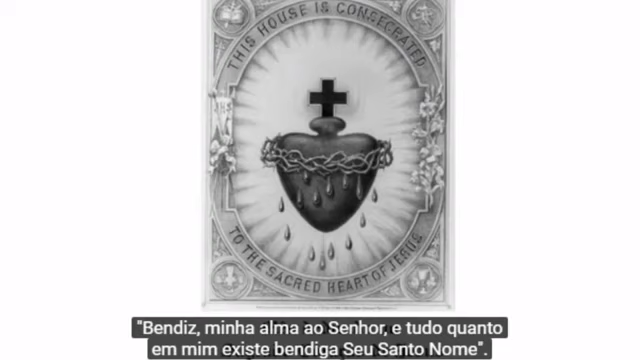 THIS HOUSE IS CONSECRATED
IHS
TO THE SACRED HEART OF JESUS
"Bendiz, minha alma ao Senhor, e tudo quanto
em mim existe bendiga Seu Santo Nome".